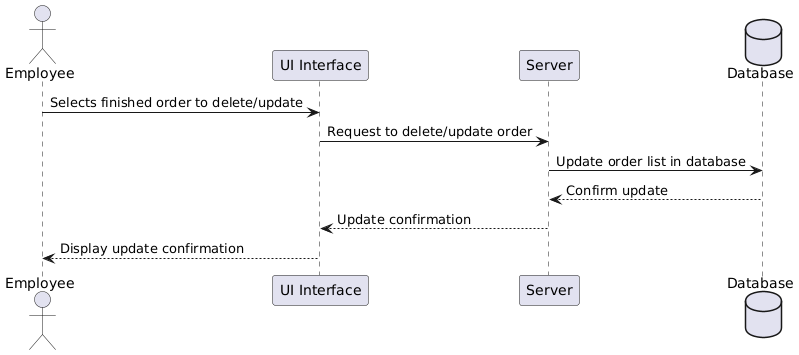 Employee
UI Interface
Server
Database
Selects finished order to delete/update
Request to delete/update order
Update order list in database
Confirm update
Update confirmation
Display update confirmation
Employee
UI Interface
Server
Database